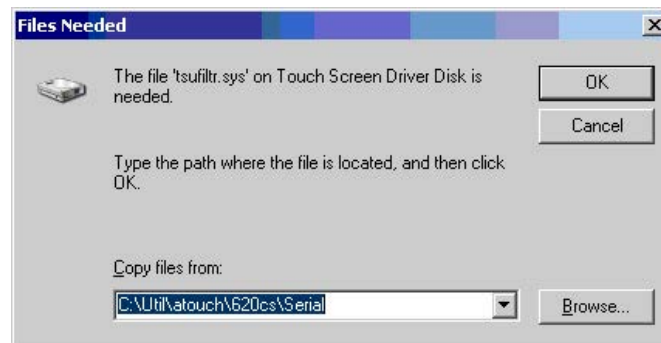 Files Needed
The file 'tsufiltr.sys' on Touch Screen Driver Disk is
needed.
OK
Cancel
Type the path where the file is located, and then click
OK.
Copy files from:
C:\Util\atouch\620cs\Serial
Browse...